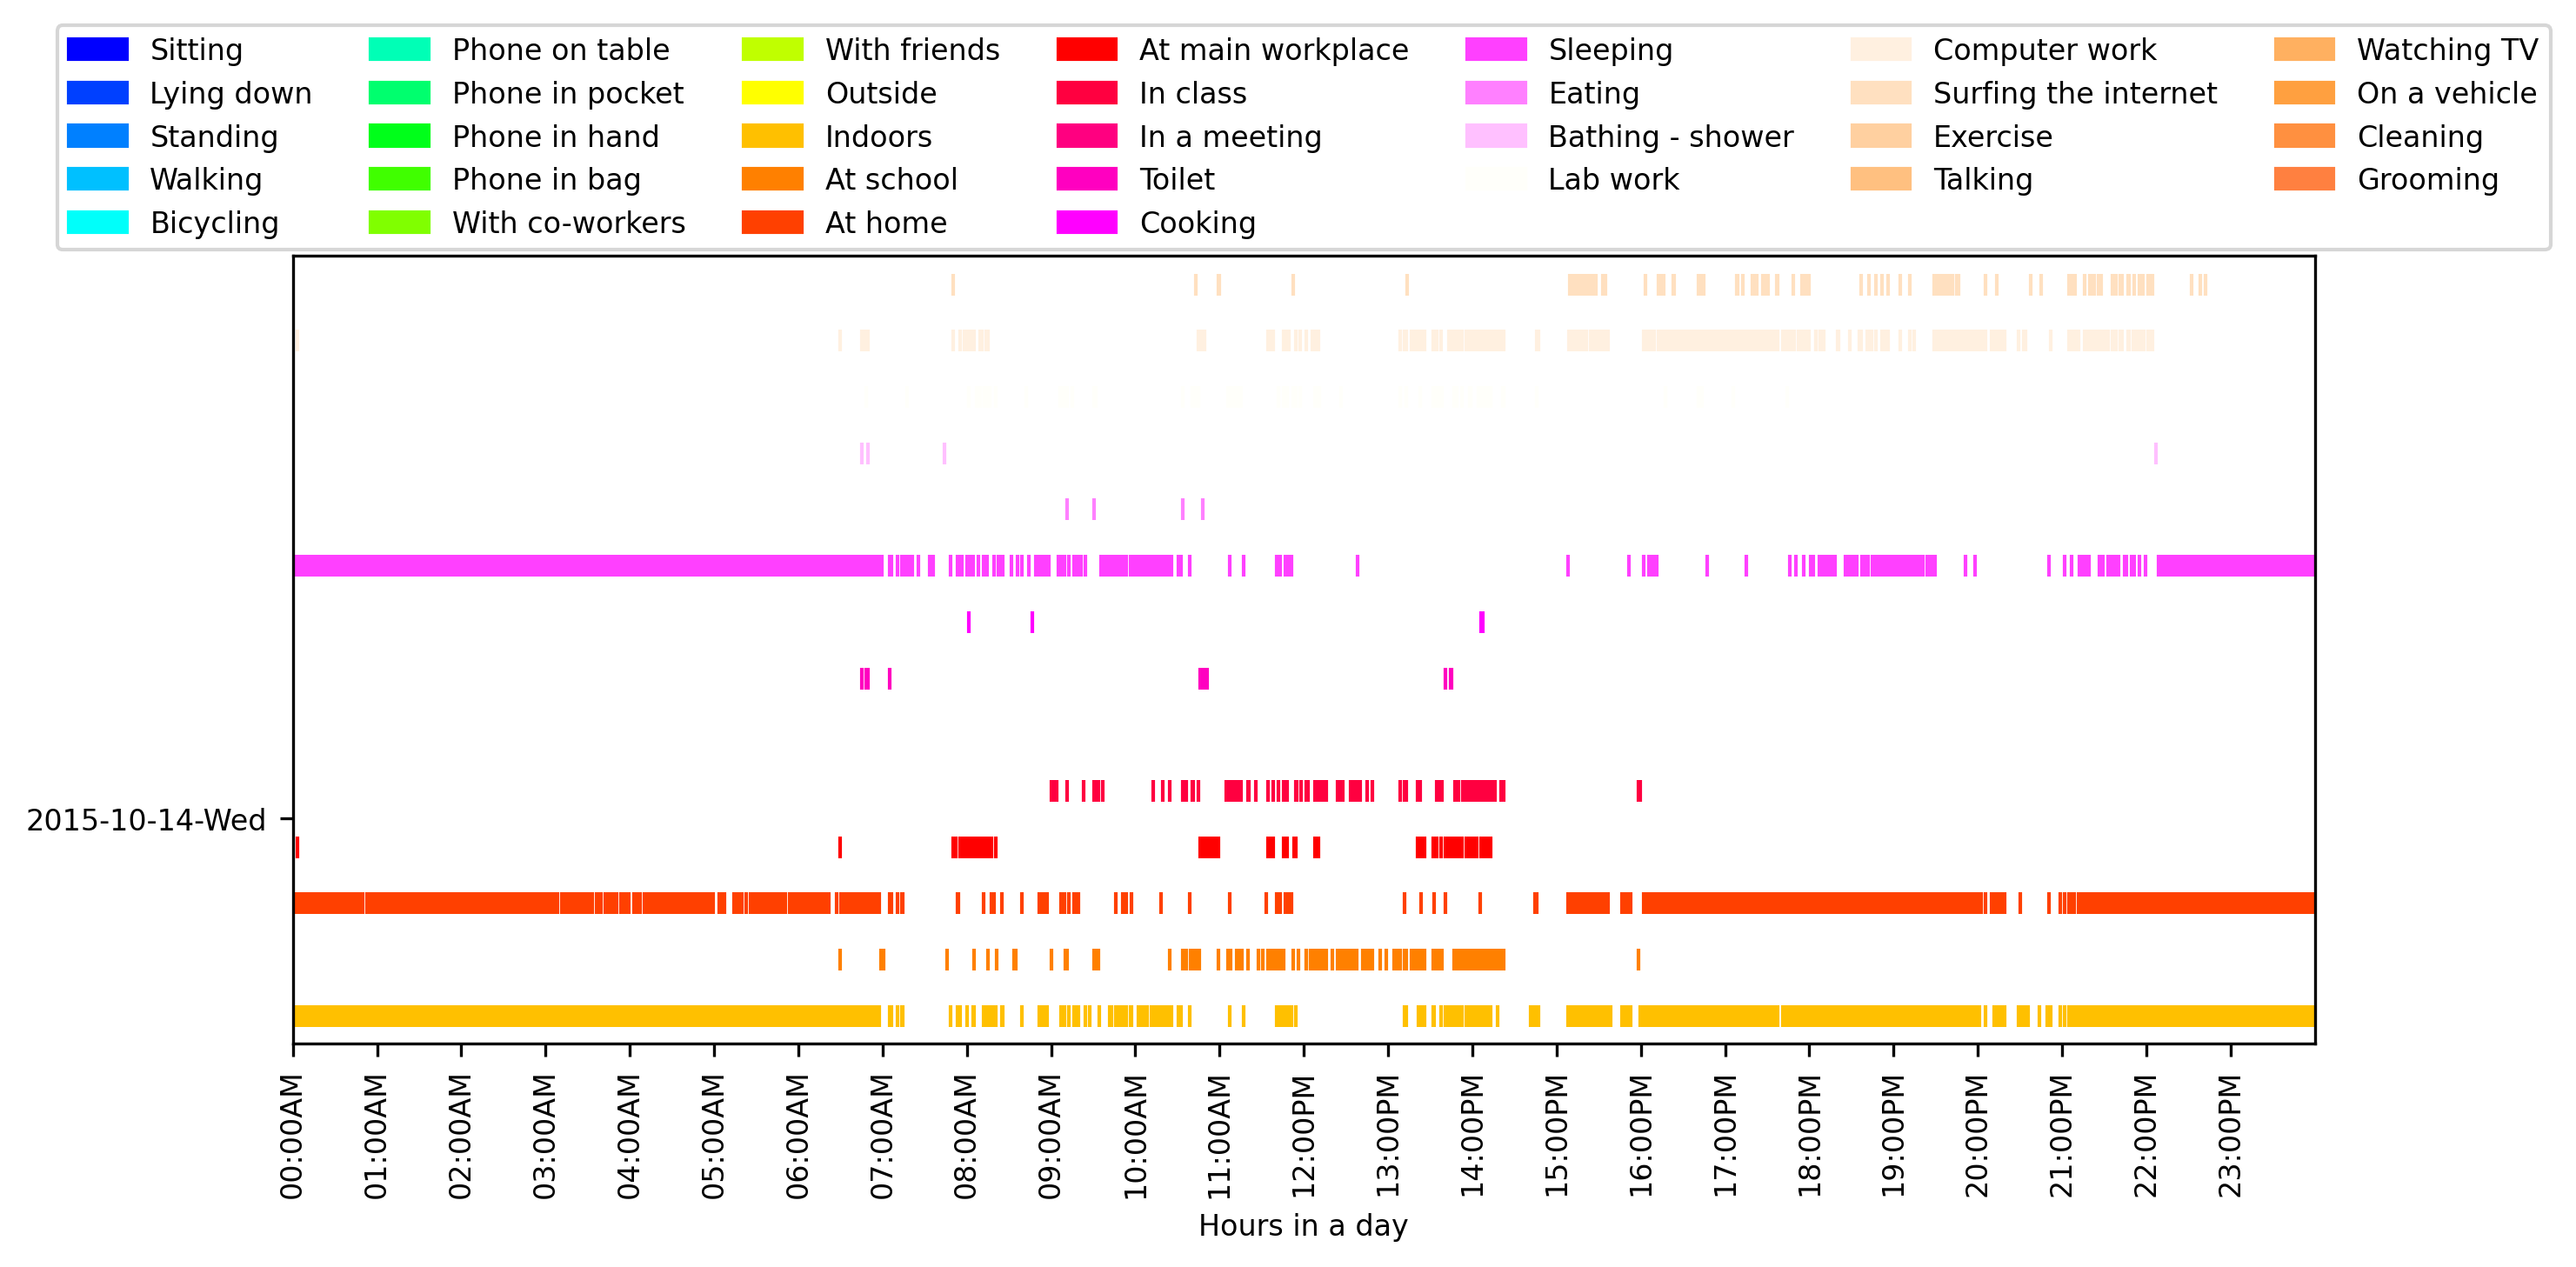 Sitting
Lying down
Standing
Walking
Bicycling
Phone on table
Phone in pocket
Phone in hand
Phone in bag
With co-workers
With friends
Outside
Indoors
At school
At home
At main workplace
In class
In a meeting
Toilet
Cooking
Sleeping
Eating
Bathing - shower
Lab work
Computer work
Surfing the internet
Exercise
Talking
Watching TV
On a vehicle
Cleaning
Grooming
2015-10-14-Wed
00:00AM
01:00AM
02:00AM
03:00AM
04:00AM
05:00AM
06:00AM
07:00AM
08:00AM
09:00AM
10:00AM
11:00AM
12:00PM
13:00PM
14:00PM
15:00PM
16:00PM
17:00PM
18:00PM
19:00PM
20:00PM
21:00PM
22:00PM
23:00PM
Hours in a day